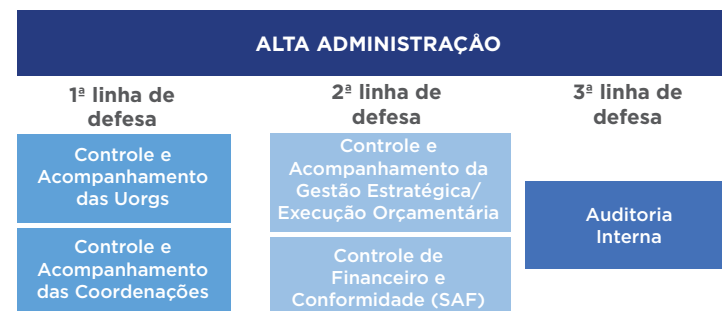 ALTA ADMINISTRAÇÅO
1ª linha de
defesa
Controle e
Acompanhamento
das Uorgs
Controle e
Acompanhamento
das Coordenações
2ª linha de
defesa
Controle e
Acompanhamento da
Gestão Estratégica/
Execução Orçamentária
Controle de
Financeiro e
Conformidade (SAF)
3ª linha de
defesa
Auditoria
Interna